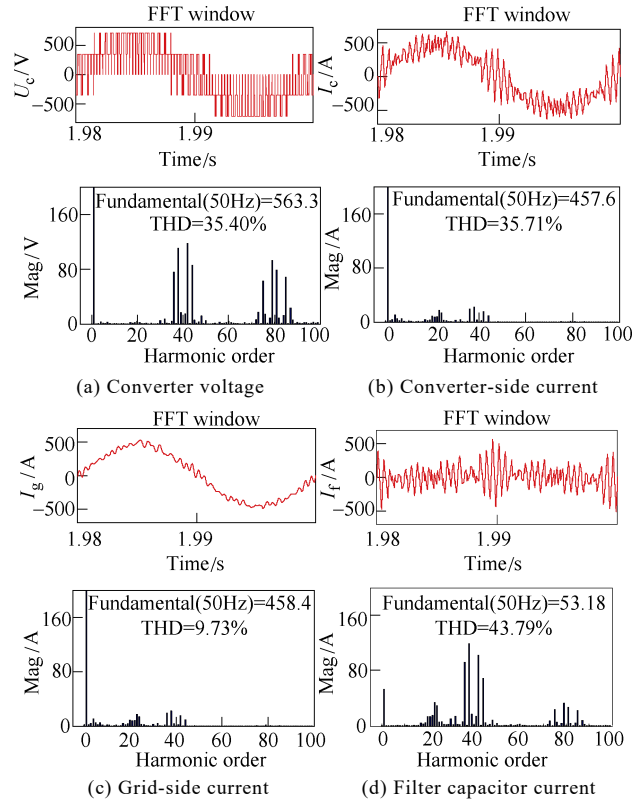 FFT window
500
0
−500
U_c/V
1.98
1.99
Time/s
FFT window
500
0
−500
I_c/A
1.98
1.99
Time/s
Fundamental(50Hz)=563.3
THD=35.40%
160
80
0
Mag/V
0 20 40 60 80 100
Harmonic order
(a) Converter voltage
Fundamental(50Hz)=457.6
THD=35.71%
160
80
0
Mag/A
0 20 40 60 80 100
Harmonic order
(b) Converter-side current
FFT window
500
0
−500
I_g/A
1.98
1.99
Time/s
FFT window
500
0
−500
I_f/A
1.98
1.99
Time/s
Fundamental(50Hz)=458.4
THD=9.73%
160
80
0
Mag/A
0 20 40 60 80 100
Harmonic order
(c) Grid-side current
Fundamental(50Hz)=53.18
THD=43.79%
160
80
0
Mag/A
0 20 40 60 80 100
Harmonic order
(d) Filter capacitor current